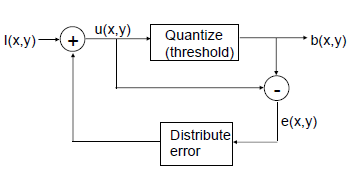 I(x,y)
+
u(x,y)
Quantize
(threshold)
b(x,y)
-
e(x,y)
Distribute
error